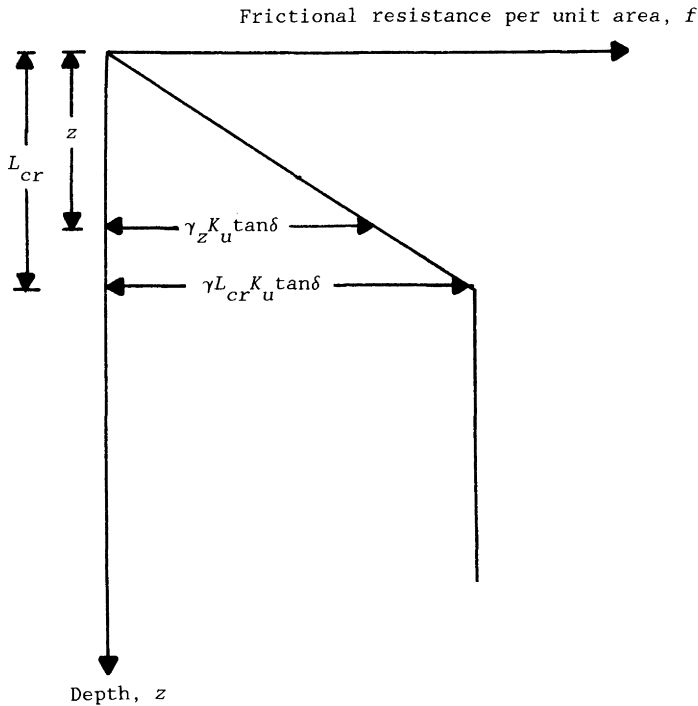 Frictional resistance per unit area, f
z
L_cr
γ_z K_u tanδ
γL_cr K_u tanδ
Depth, z